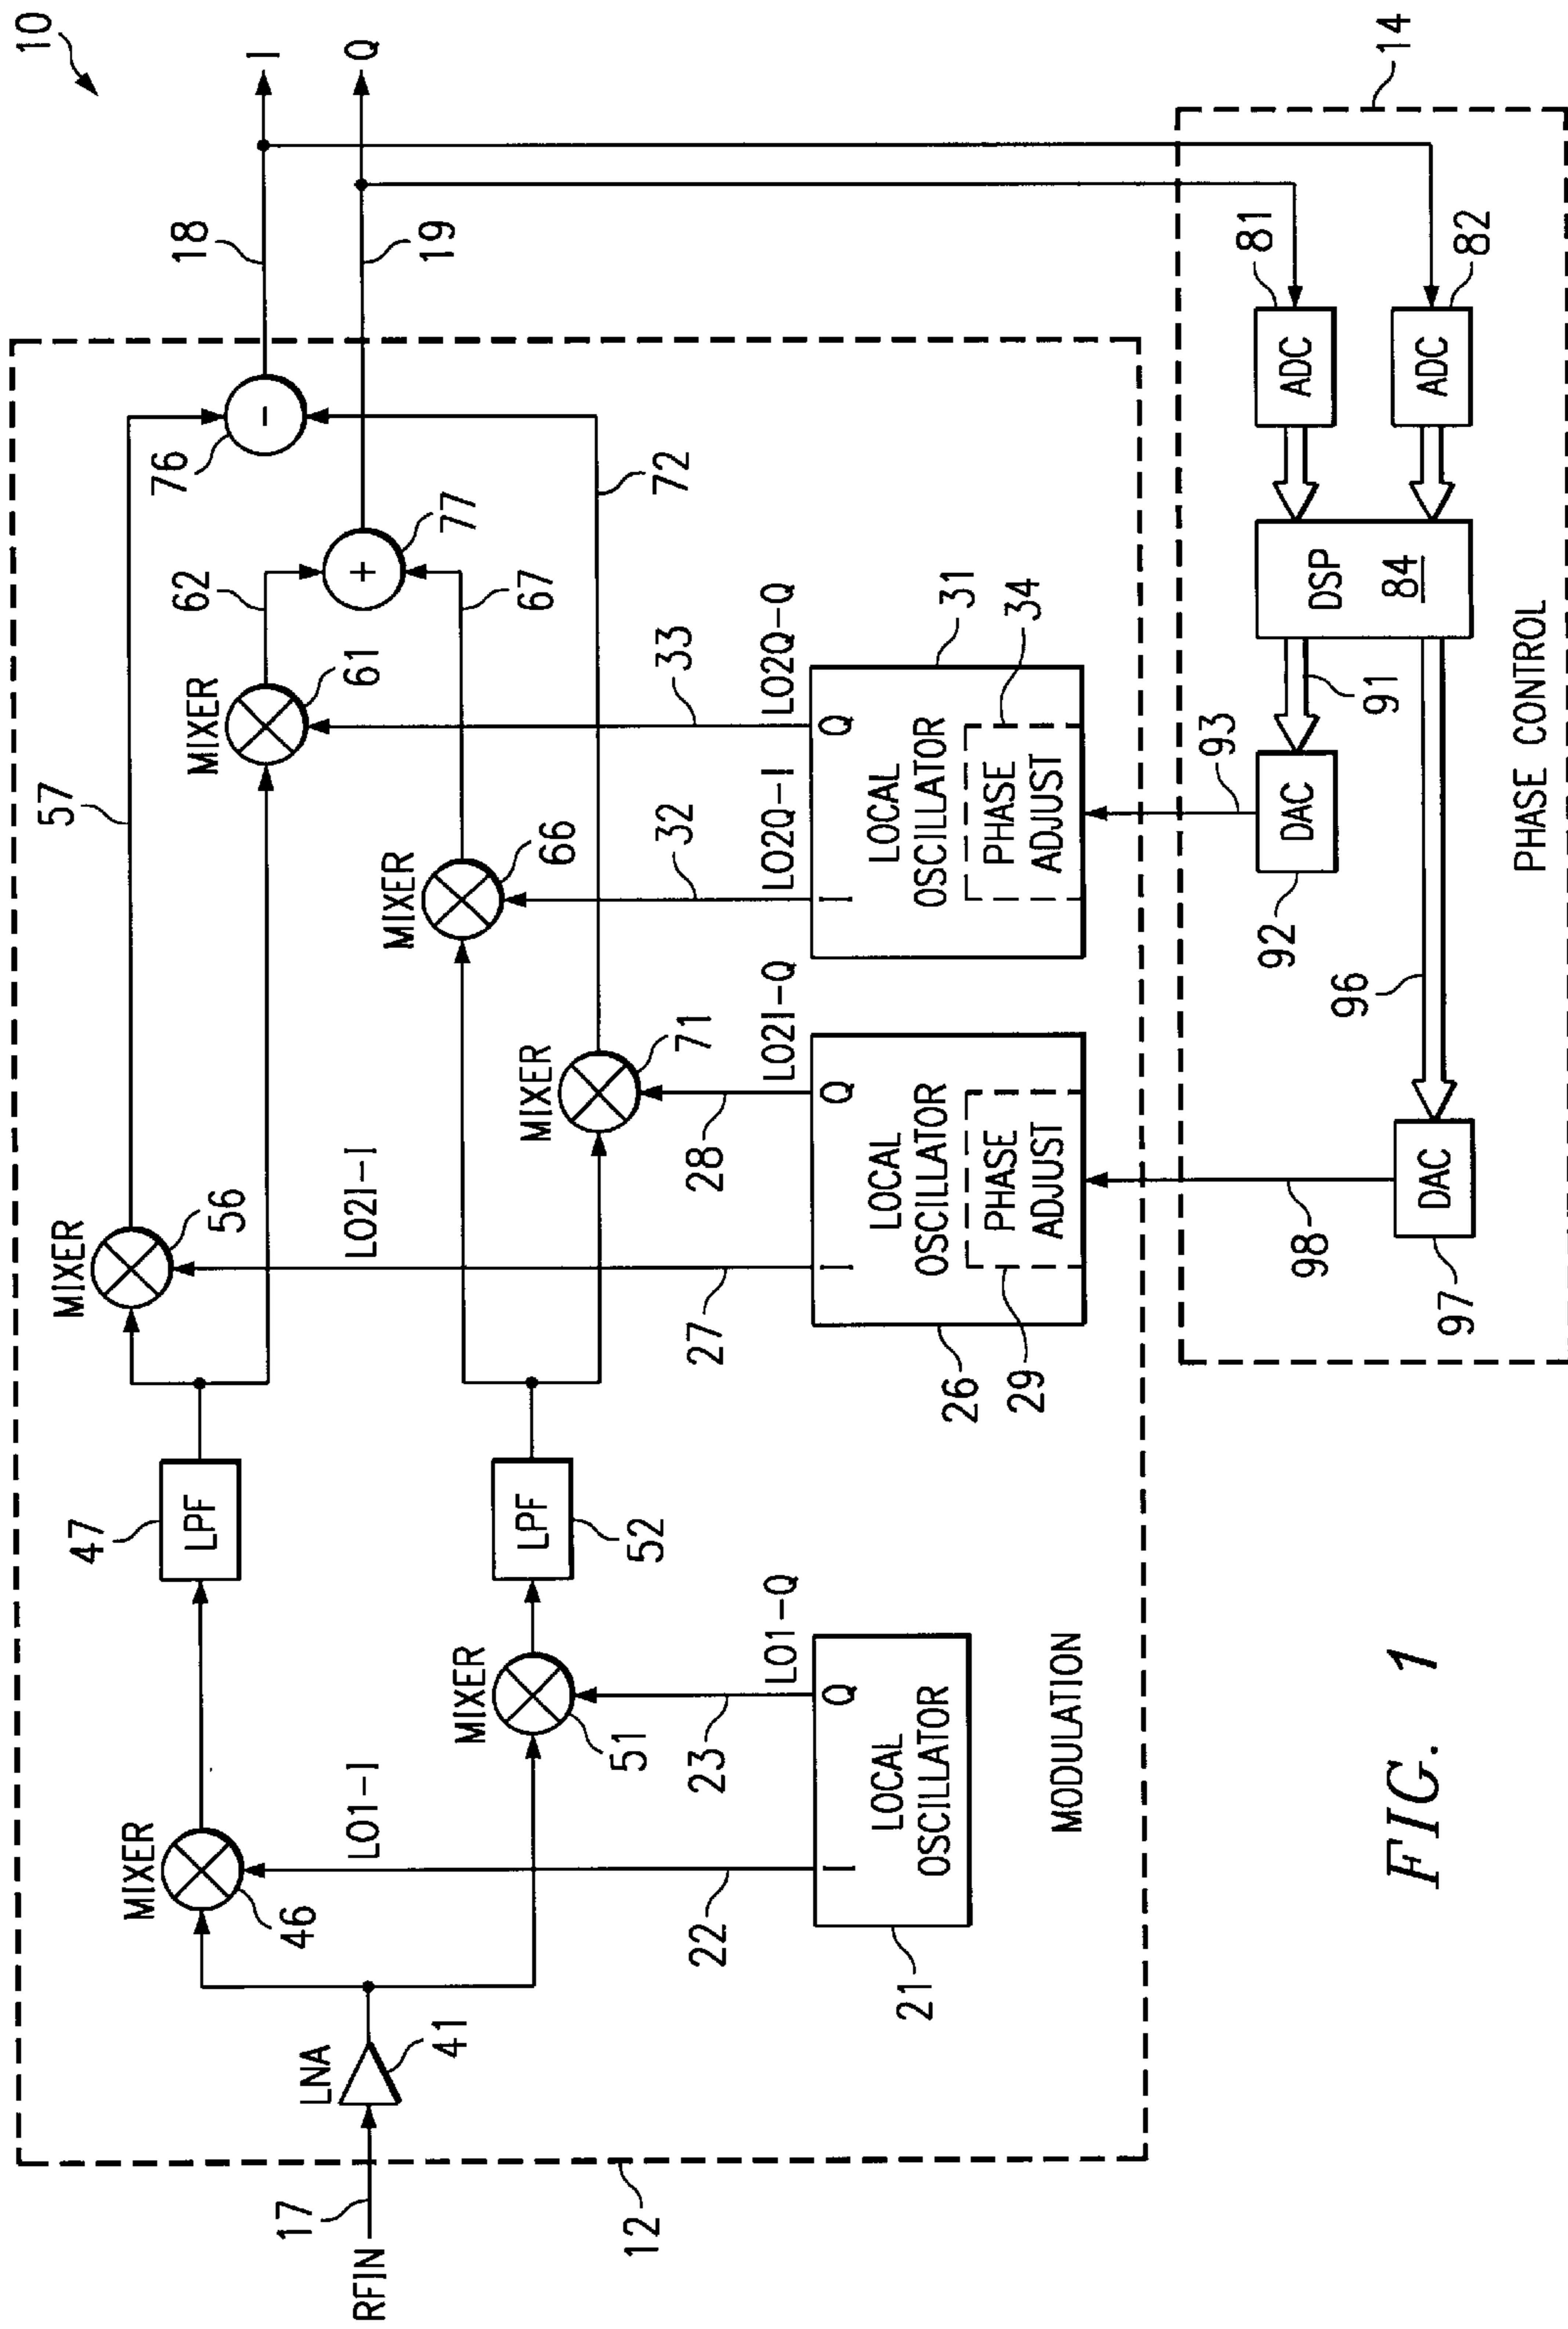 10
57
MIXER
56
MIXER
61
62
76
18
I
Q
19
77
67
72
47
LPF
MIXER
46
LO1-I
LNA
41
17
RFIN
12
LPF
52
MIXER
51
LO2I-I
MIXER
66
MIXER
71
22
23
LO1-Q
27
28
LO2I-Q
32
LO2Q-I
33
LO2Q-Q
I
Q
LOCAL
OSCILLATOR
21
I
Q
LOCAL
OSCILLATOR
PHASE
ADJUST
26
29
I
Q
LOCAL
OSCILLATOR
PHASE
ADJUST
31
34
+
-
MODULATION
14
81
ADC
82
ADC
DSP
84
91
DAC
92
93
96
DAC
97
98
PHASE CONTROL
FIG. 1